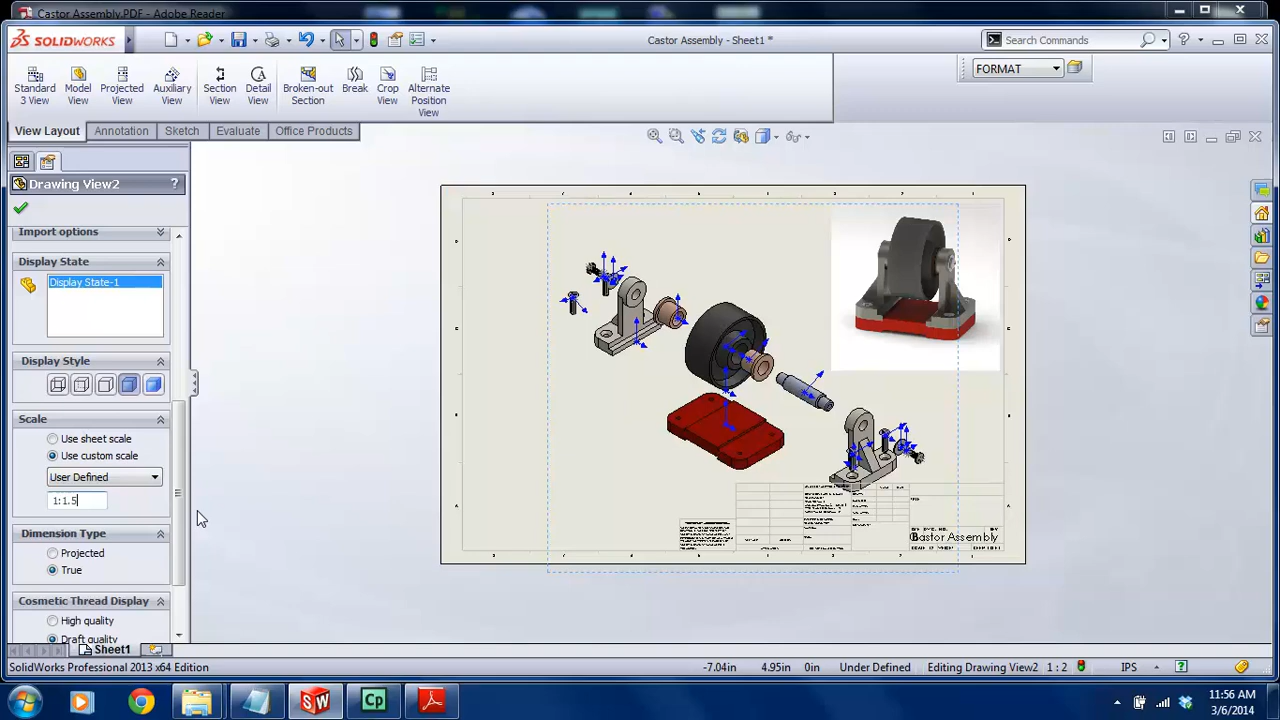 Castor Assembly.PDF - Adobe Reader
SOLIDWORKS
Castor Assembly - Sheet1 *
Search Commands
FORMAT
Standard 3 View
Model View
Projected View
Auxiliary View
Section View
Detail View
Broken-out Section
Break
Crop View
Alternate Position View
View Layout
Annotation
Sketch
Evaluate
Office Products
Drawing View2
?
Import options
Display State
Display State-1
Display Style
Scale
Use sheet scale
Use custom scale
User Defined
1:1.5
Dimension Type
Projected
True
Cosmetic Thread Display
High quality
Draft quality
Castor Assembly
Sheet1
SolidWorks Professional 2013 x64 Edition
-7.04in
4.95in
0in
Under Defined
Editing Drawing View2
1 : 2
IPS
?
SW
Cp
11:56 AM
3/6/2014